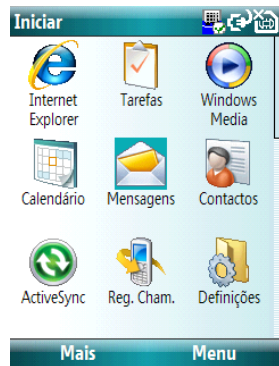 Iniciar
Internet Explorer
Tarefas
Windows Media
Calendário
Mensagens
Contactos
ActiveSync
Reg. Cham.
Definições
Mais
Menu